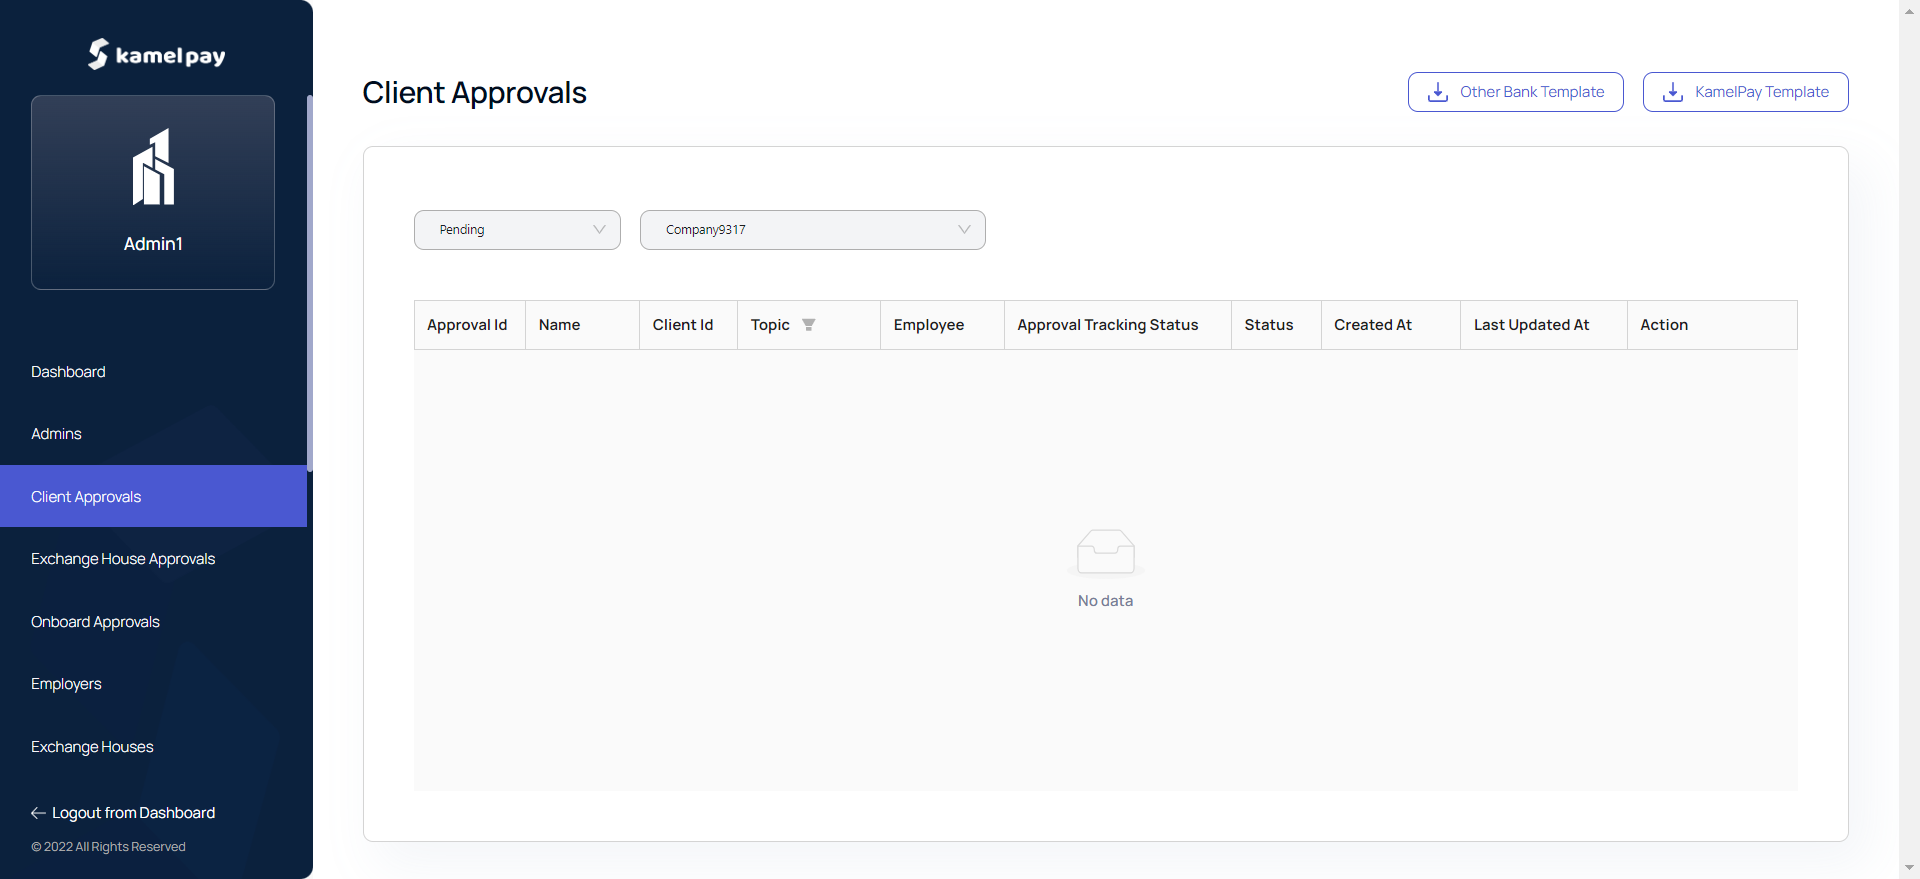 kamelpay
Admin1
Dashboard
Admins
Client Approvals
Exchange House Approvals
Onboard Approvals
Employers
Exchange Houses
Logout from Dashboard
© 2022 All Rights Reserved
Client Approvals
Other Bank Template
KamelPay Template
Pending
Company9317
Approval Id Name Client Id Topic Employee Approval Tracking Status Status Created At Last Updated At Action
No data